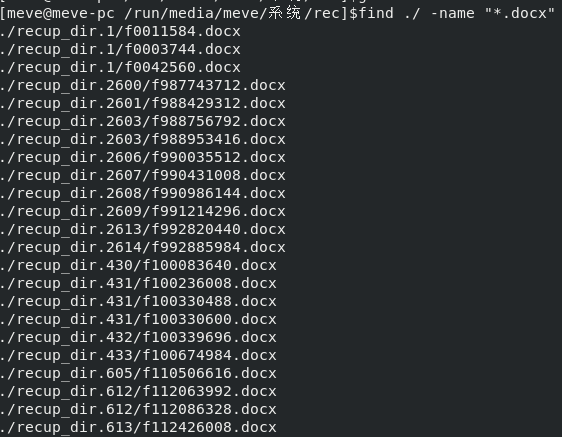 [meve@meve-pc /run/media/meve/系统/rec]$find ./ -name "*.docx"
./recup_dir.1/f0011584.docx
./recup_dir.1/f0003744.docx
./recup_dir.1/f0042560.docx
./recup_dir.2600/f987743712.docx
./recup_dir.2601/f988429312.docx
./recup_dir.2603/f988756792.docx
./recup_dir.2603/f988953416.docx
./recup_dir.2606/f990035512.docx
./recup_dir.2607/f990431008.docx
./recup_dir.2608/f990986144.docx
./recup_dir.2609/f991214296.docx
./recup_dir.2613/f992820440.docx
./recup_dir.2614/f992885984.docx
./recup_dir.430/f100083640.docx
./recup_dir.431/f100236008.docx
./recup_dir.431/f100330488.docx
./recup_dir.431/f100330600.docx
./recup_dir.432/f100339696.docx
./recup_dir.433/f100674984.docx
./recup_dir.605/f110506616.docx
./recup_dir.612/f112063992.docx
./recup_dir.612/f112086328.docx
./recup_dir.613/f112426008.docx